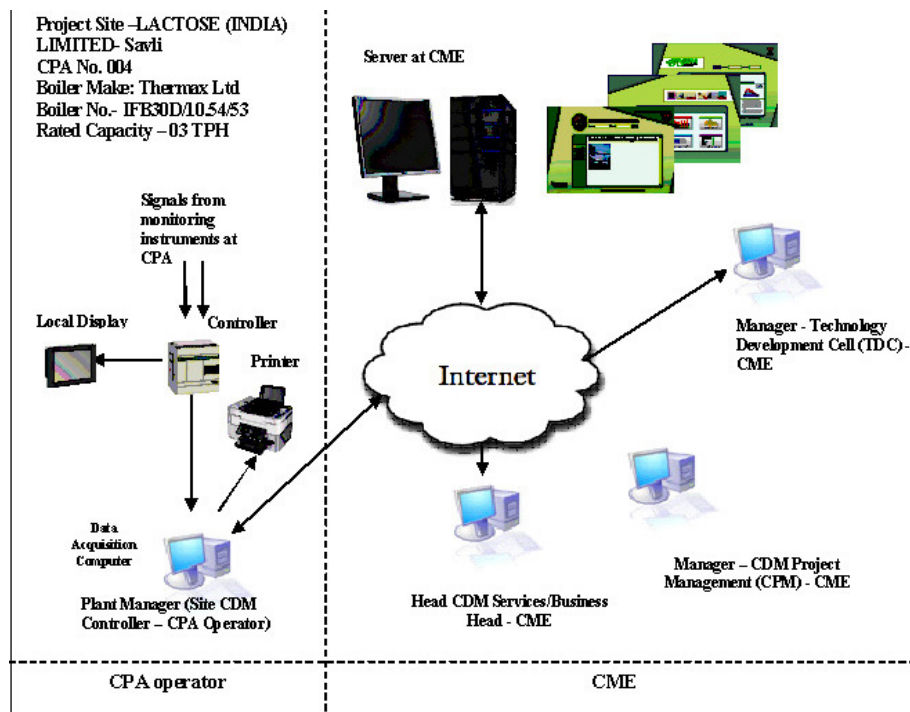 Project Site –LACTOSE (INDIA)
LIMITED- Savli
CPA No. 004
Boiler Make: Thermax Ltd
Boiler No.- IFB30D/10.54/53
Rated Capacity – 03 TPH
Server at CME
Signals from
monitoring
instruments at
CPA
Local Display
Controller
Printer
Internet
Manager - Technology
Development Cell (TDC) -
CME
Data
Acquisition
Computer
Plant Manager (Site CDM
Controller – CPA Operator)
Head CDM Services/Business
Head - CME
Manager – CDM Project
Management (CPM) - CME
CPA operator
CME